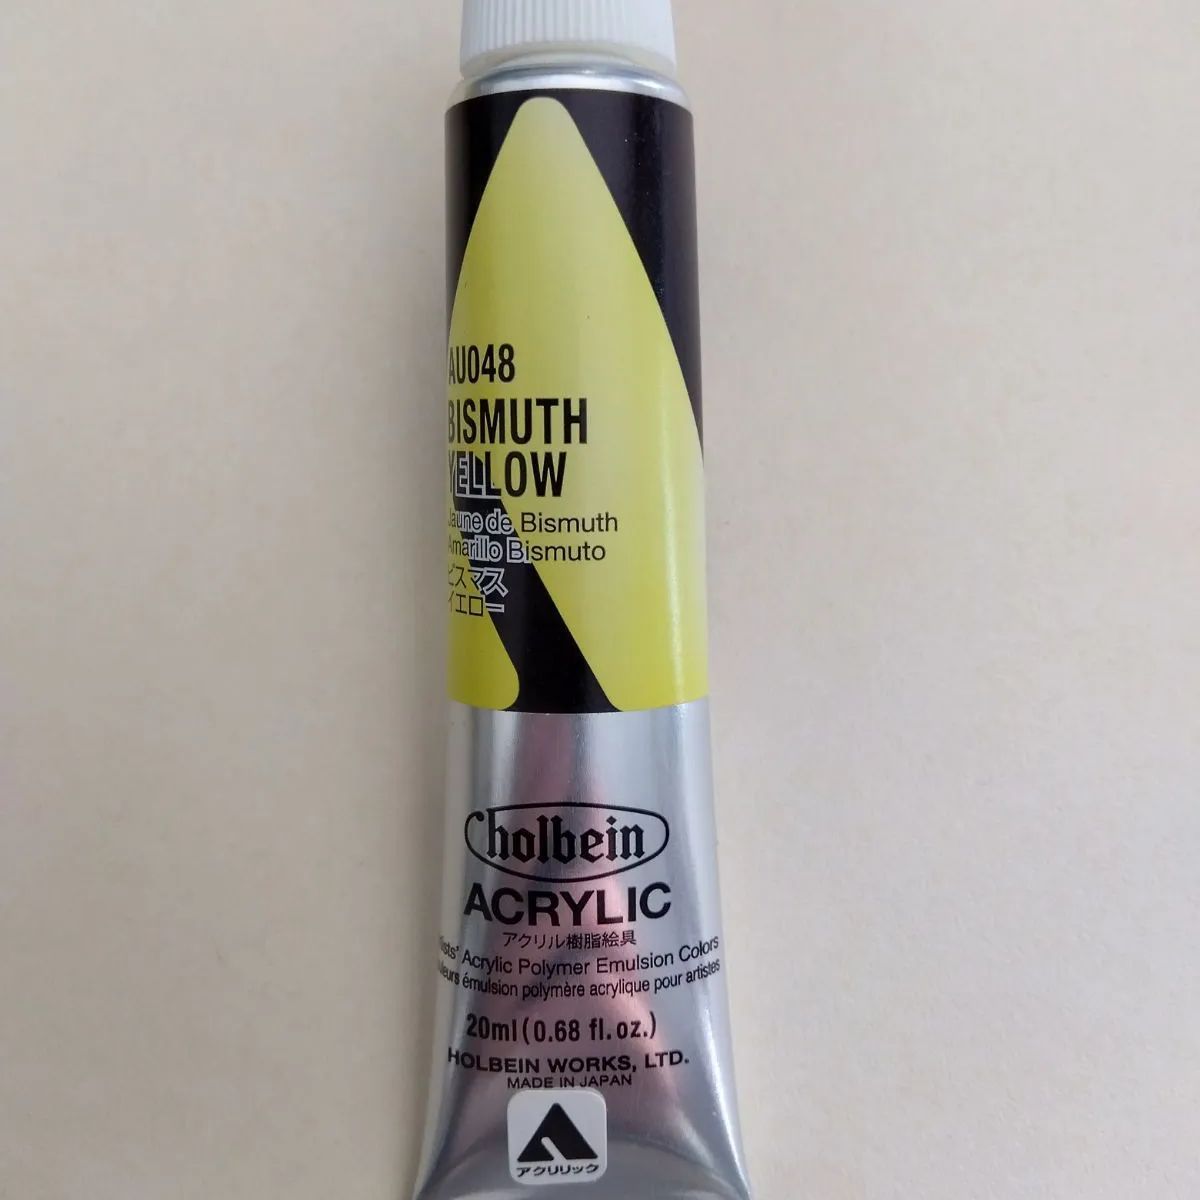 AU048
BISMUTH
YELLOW
Jaune de Bismuth
Amarillo Bismuto
ビスマス
イエロー
holbein
ACRYLIC
アクリル樹脂絵具
Acrylic Polymer Emulsion Colors
émulsion polymère acrylique pour artistes
20ml(0.68 fl.oz.)
HOLBEIN WORKS, LTD.
MADE IN JAPAN
アクリリック